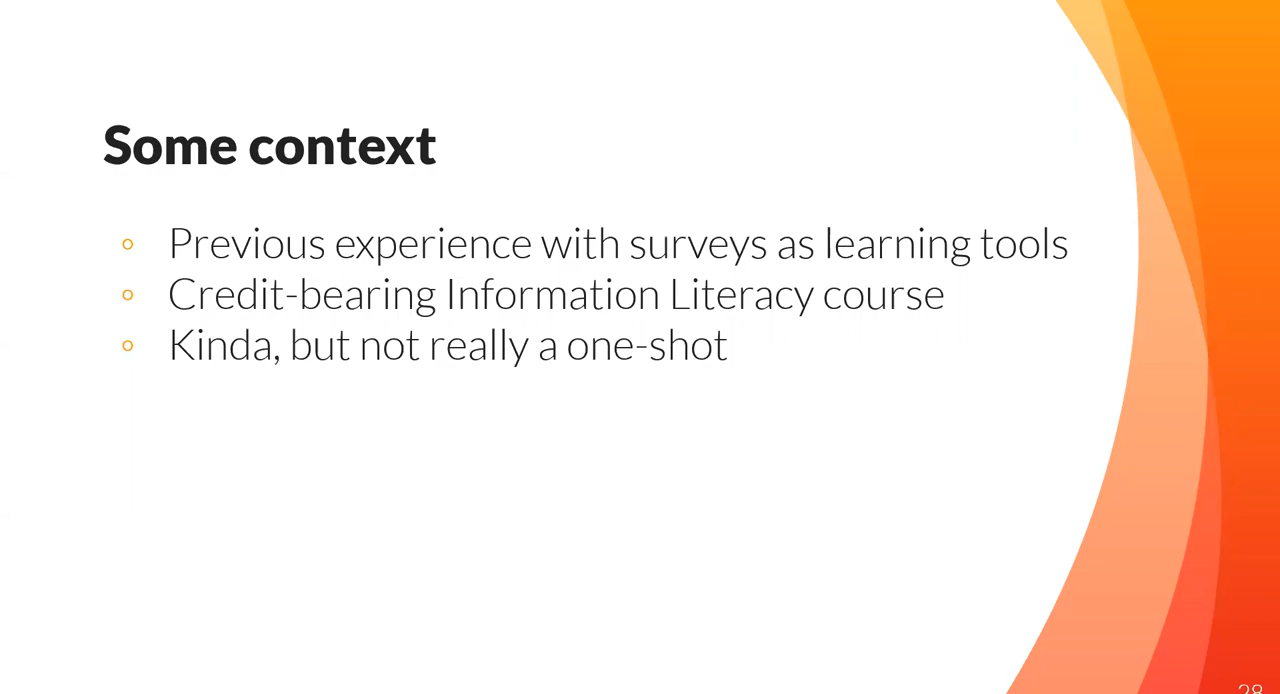 Some context
◦ Previous experience with surveys as learning tools
◦ Credit-bearing Information Literacy course
◦ Kinda, but not really a one-shot
28